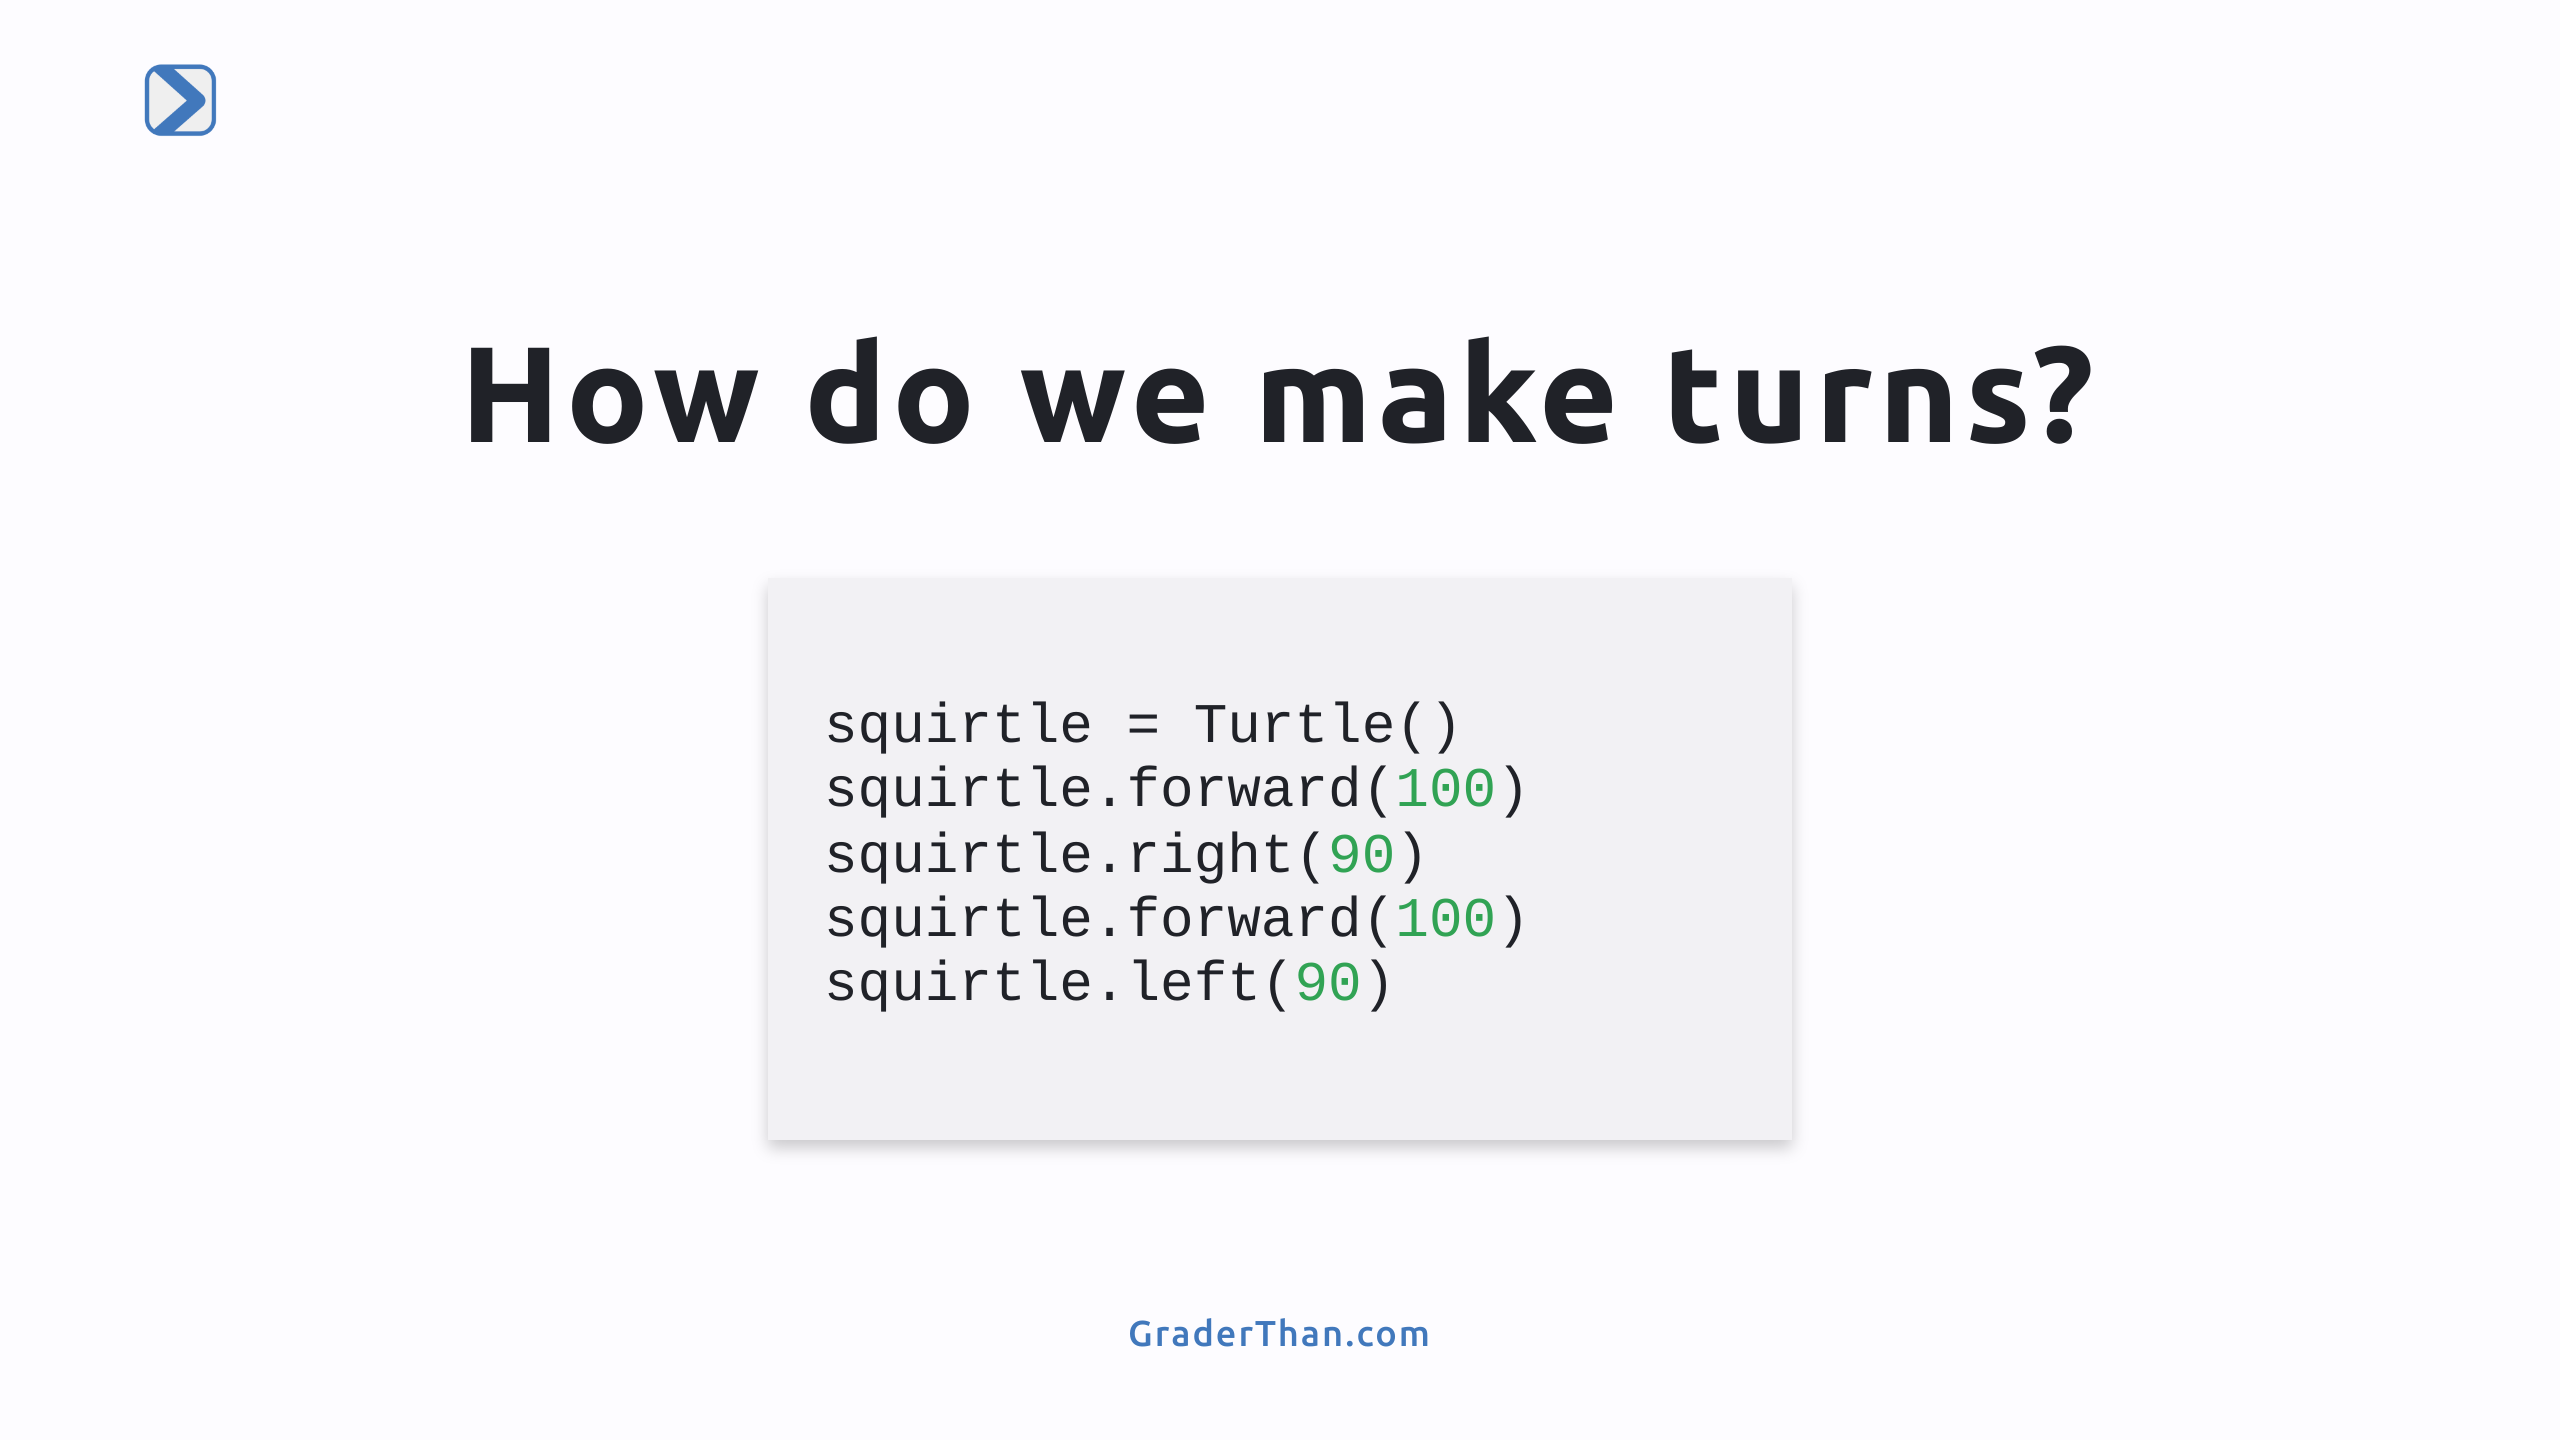 How do we make turns?
squirtle = Turtle()
squirtle.forward(100)
squirtle.right(90)
squirtle.forward(100)
squirtle.left(90)
GraderThan.com